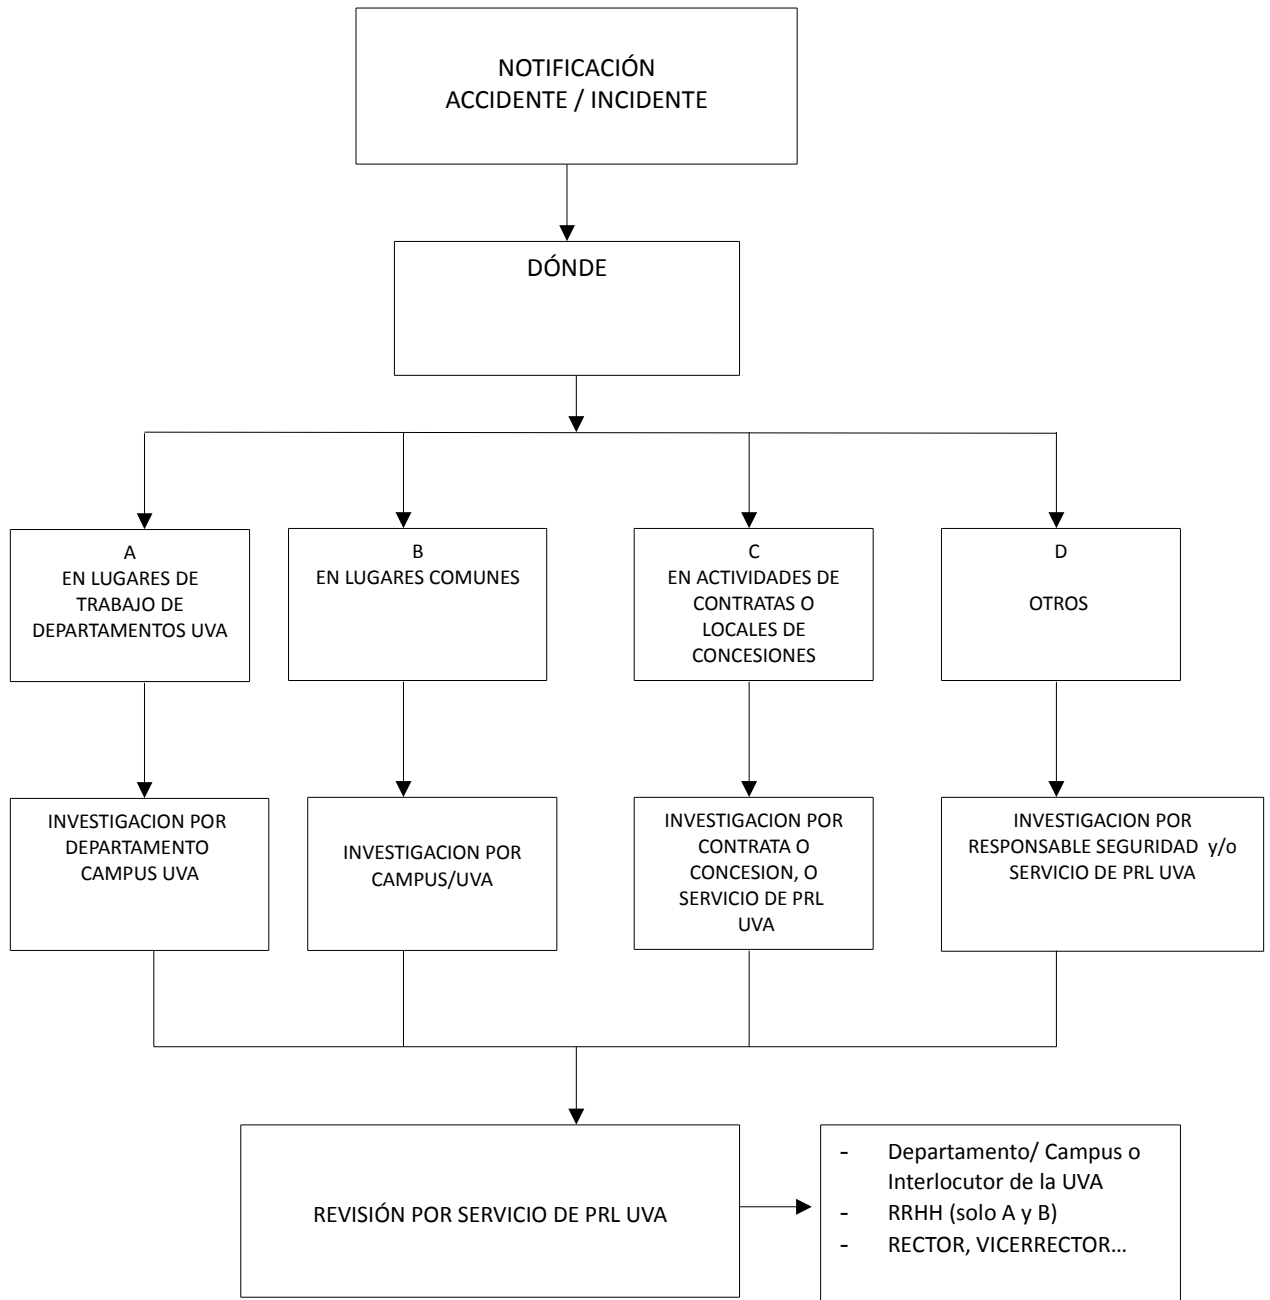 NOTIFICACIÓN
ACCIDENTE / INCIDENTE
DÓNDE
A
EN LUGARES DE
TRABAJO DE
DEPARTAMENTOS UVA
B
EN LUGARES COMUNES
C
EN ACTIVIDADES DE
CONTRATAS O
LOCALES DE
CONCESIONES
D
OTROS
INVESTIGACION POR
DEPARTAMENTO
CAMPUS UVA
INVESTIGACION POR
CAMPUS/UVA
INVESTIGACION POR
CONTRATA O
CONCESION, O
SERVICIO DE PRL
UVA
INVESTIGACION POR
RESPONSABLE SEGURIDAD y/o
SERVICIO DE PRL UVA
REVISIÓN POR SERVICIO DE PRL UVA
- Departamento/ Campus o
Interlocutor de la UVA
- RRHH (solo A y B)
- RECTOR, VICERRECTOR…